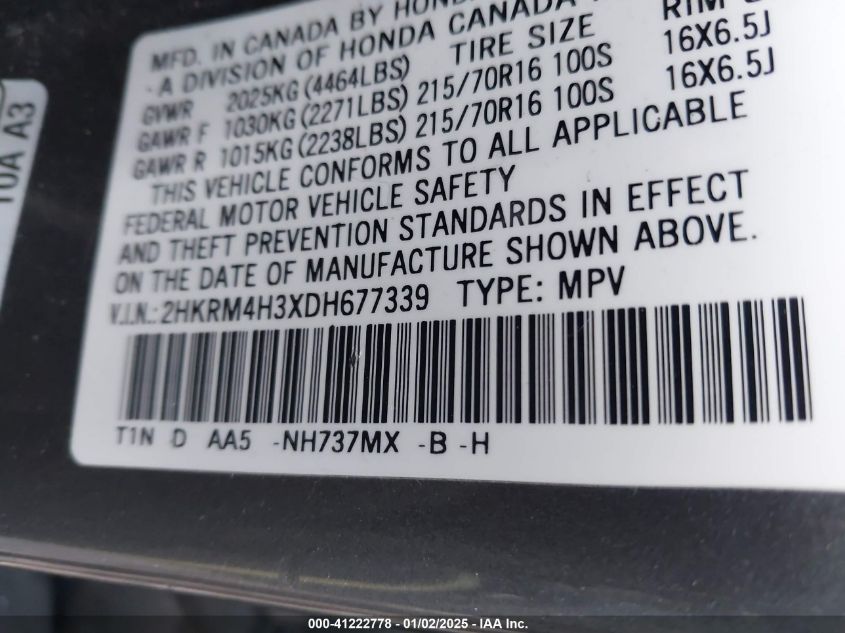 MFD. IN CANADA BY HONDA
A DIVISION OF HONDA CANADA
TIRE SIZE RIM
GVWR 2025KG (4464LBS)
GAWR F 1030KG (2271LBS) 215/70R16 100S 16X6.5J
GAWR R 1015KG (2238LBS) 215/70R16 100S 16X6.5J
THIS VEHICLE CONFORMS TO ALL APPLICABLE
FEDERAL MOTOR VEHICLE SAFETY
AND THEFT PREVENTION STANDARDS IN EFFECT
ON THE DATE OF MANUFACTURE SHOWN ABOVE.
V.I.N.: 2HKRM4H3XDH677339 TYPE: MPV
T1N D AA5 -NH737MX -B -H
10A A3
000-41222778 - 01/02/2025 - IAA Inc.